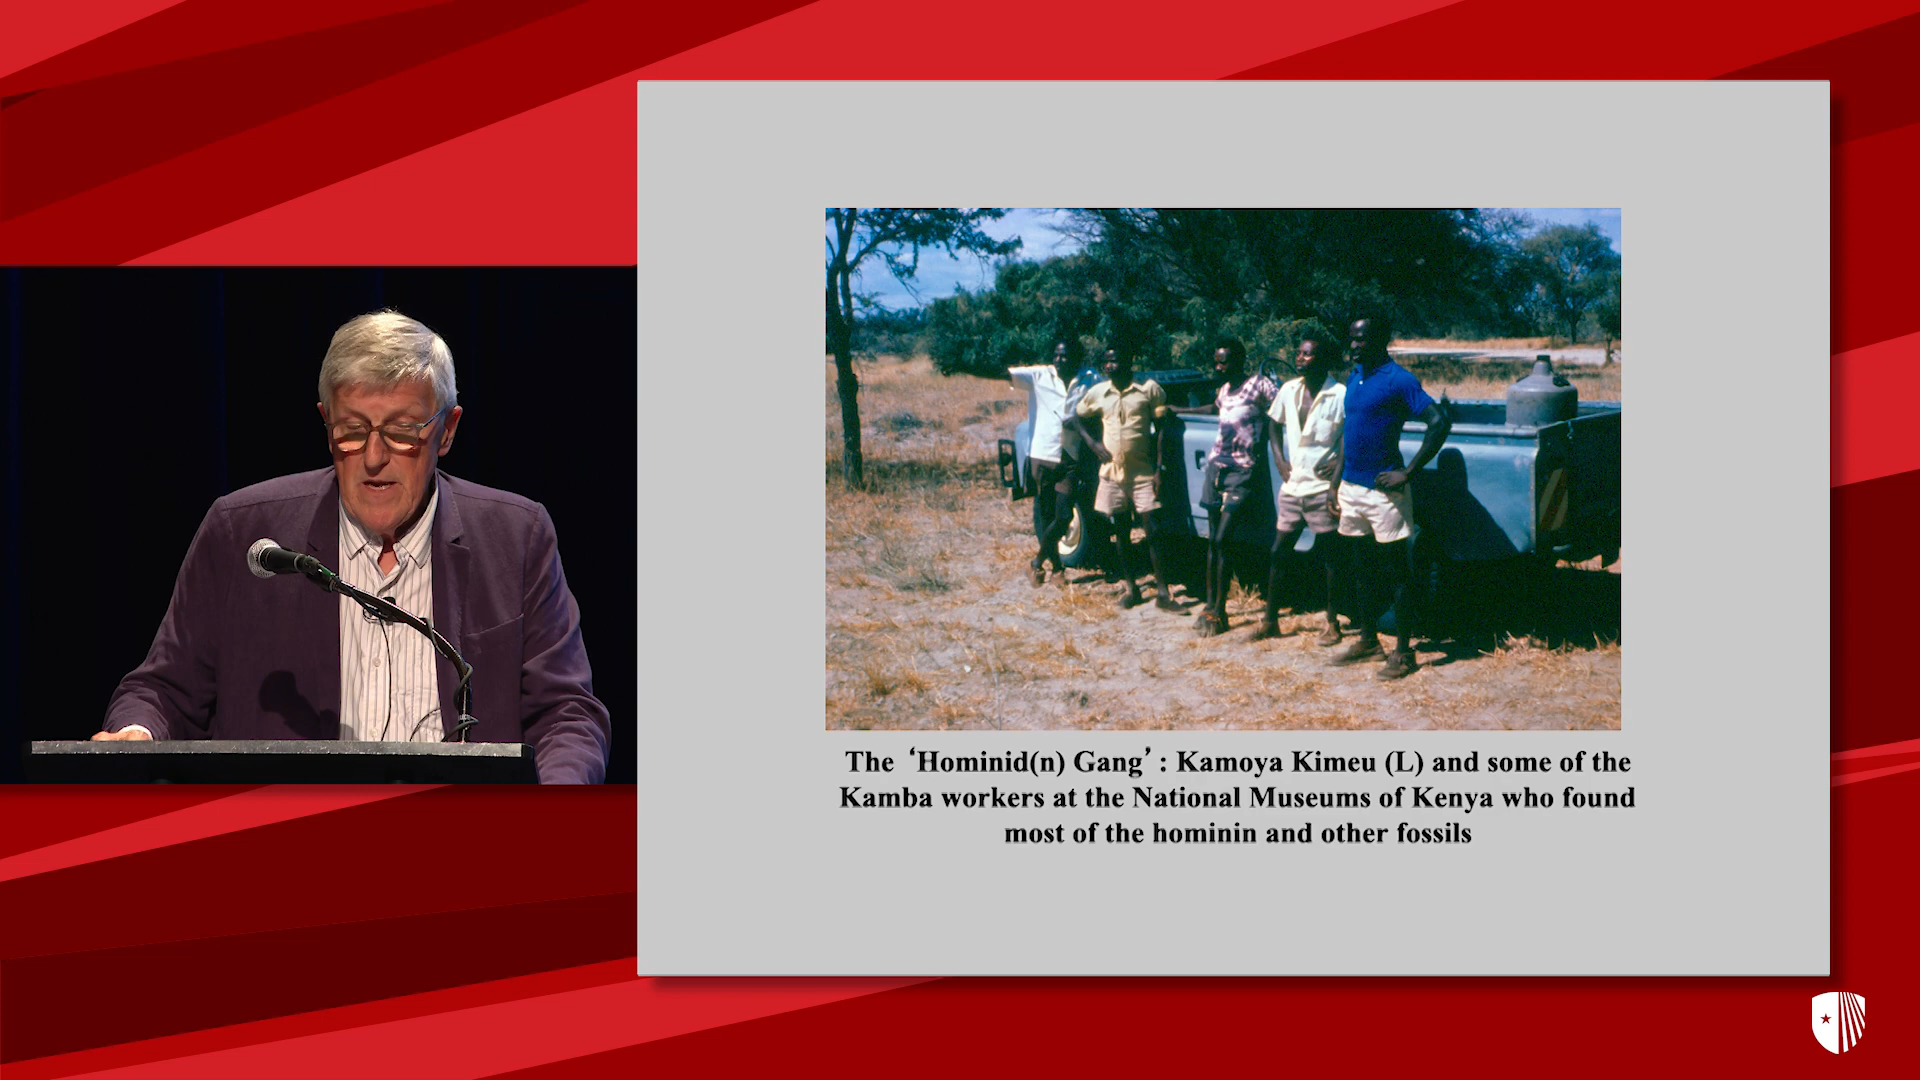 The ‘Hominid(n) Gang’ : Kamoya Kimeu (L) and some of the
Kamba workers at the National Museums of Kenya who found
most of the hominin and other fossils